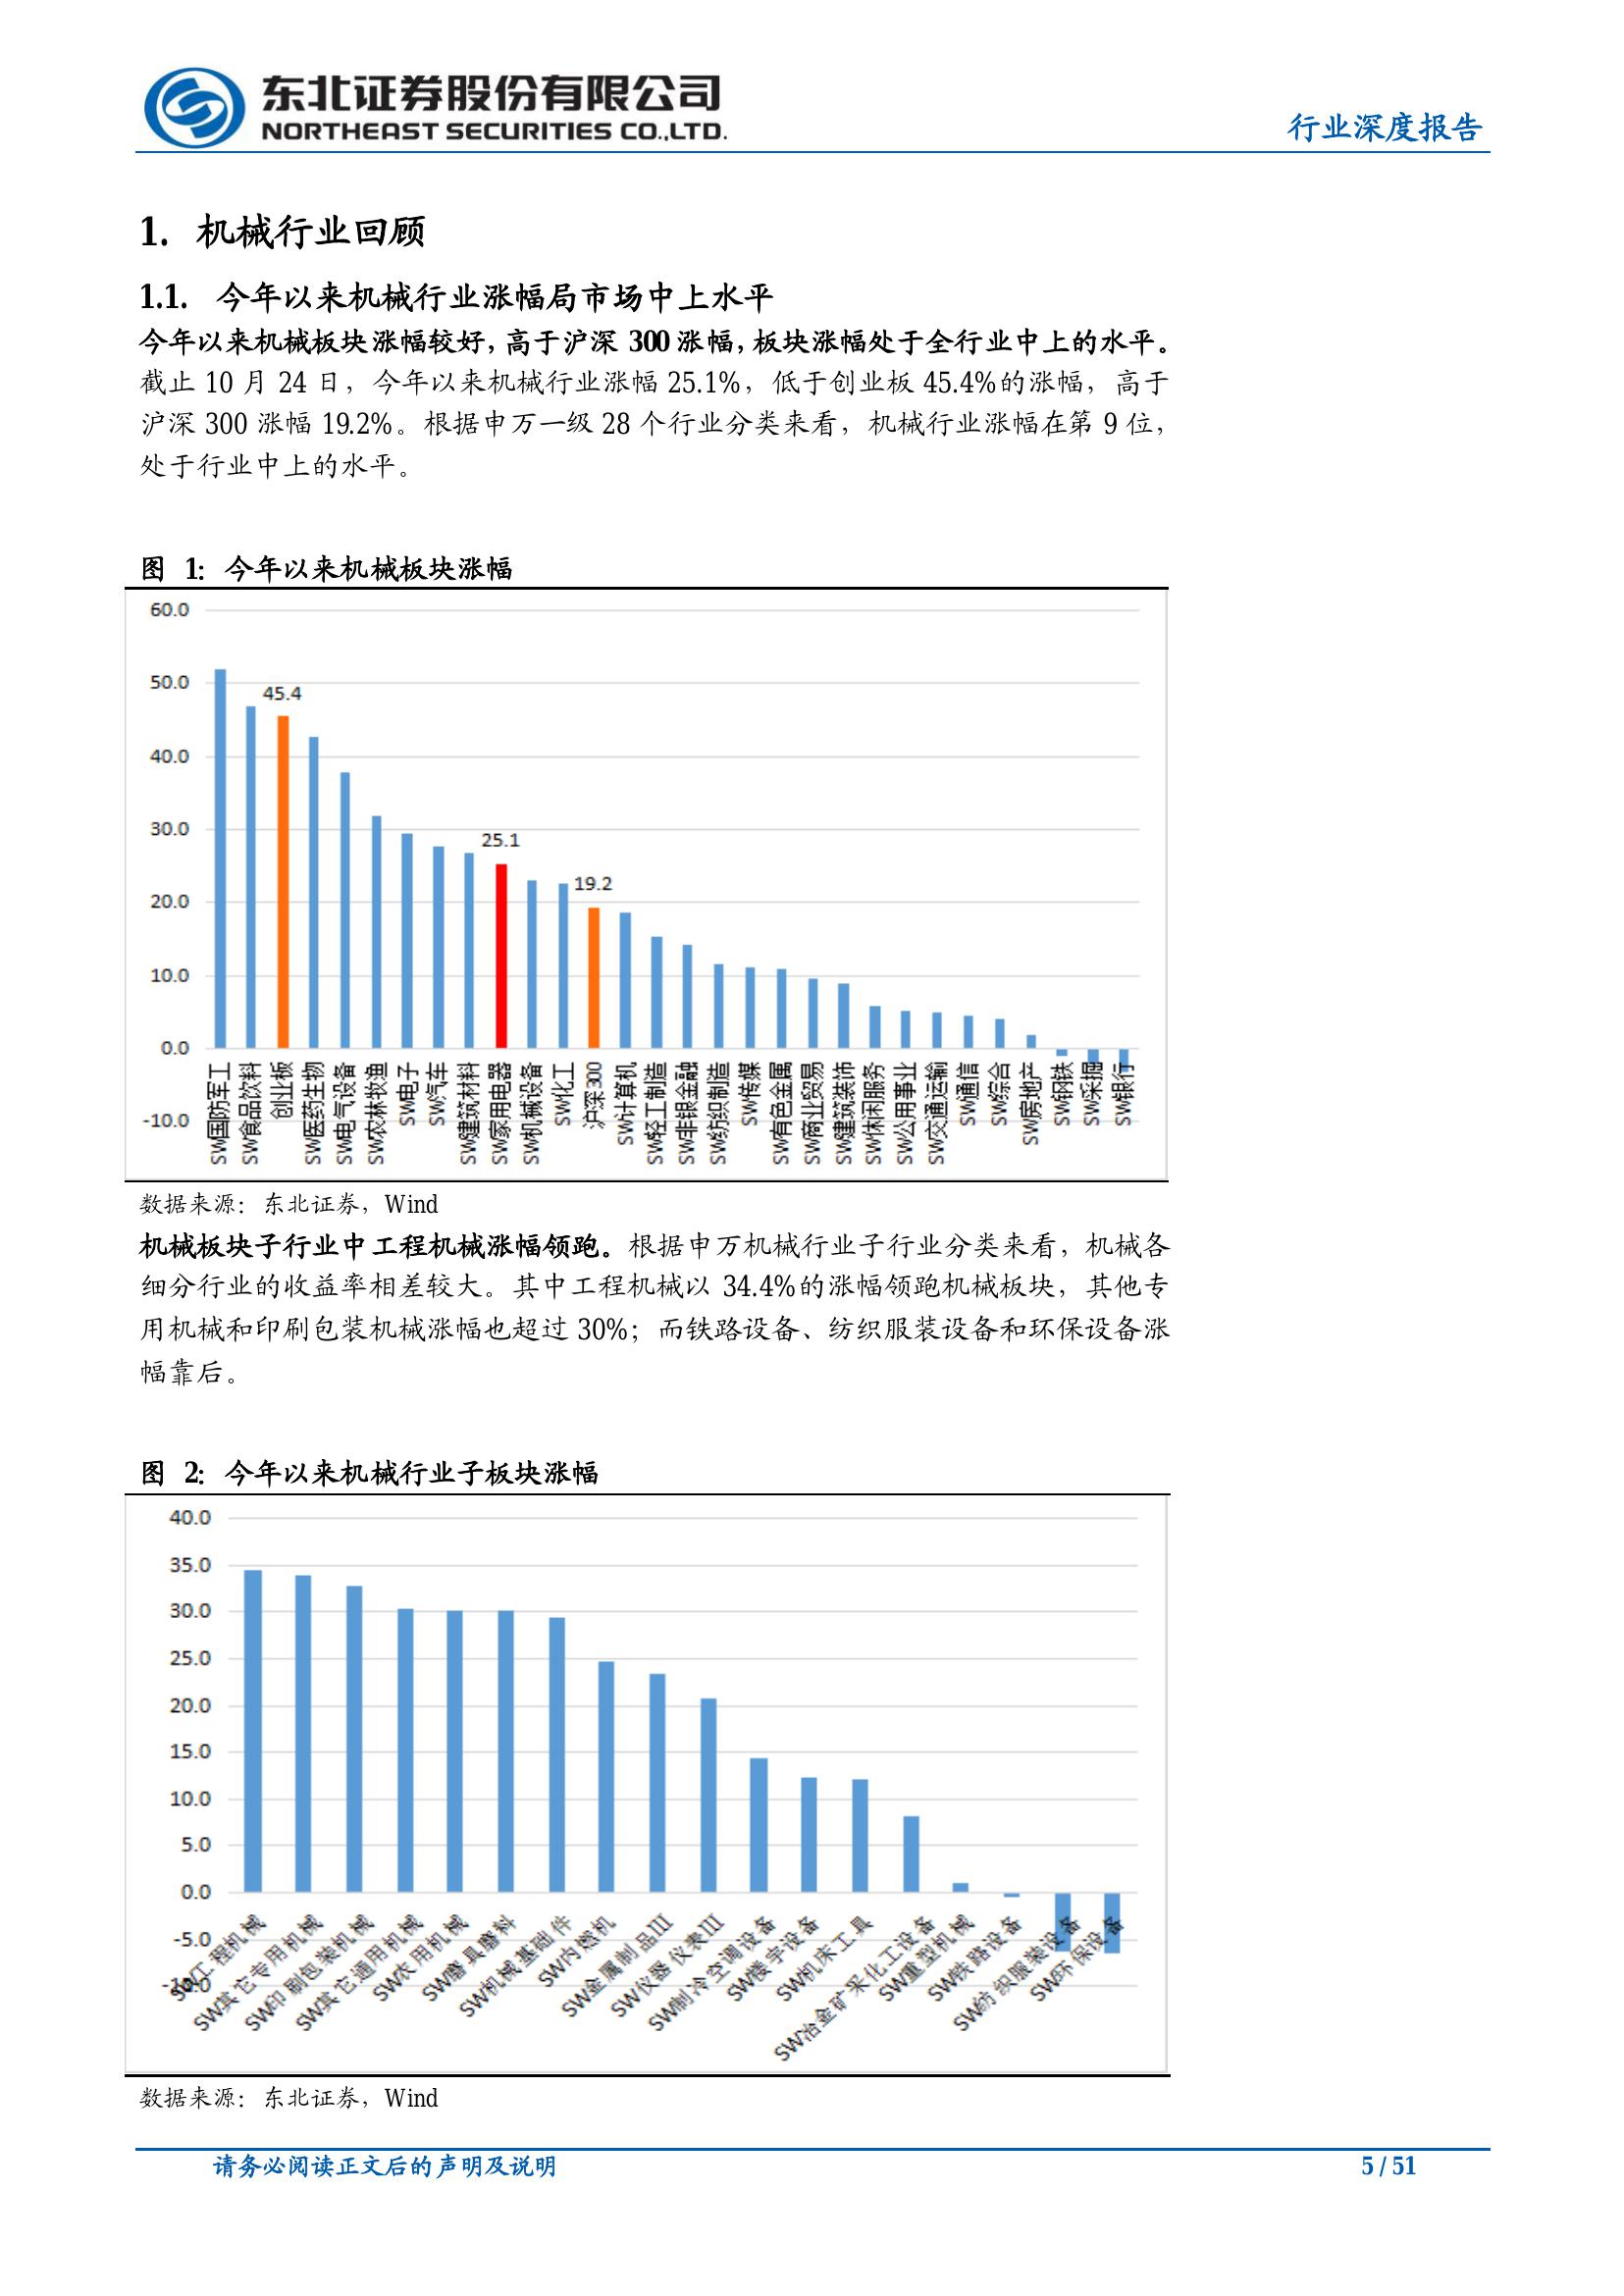 东北证券股份有限公司
NORTHEAST SECURITIES CO.,LTD.
行业深度报告
1. 机械行业回顾
1.1. 今年以来机械行业涨幅局市场中上水平
今年以来机械板块涨幅较好，高于沪深 300 涨幅，板块涨幅处于全行业中上的水平。
截止 10 月 24 日，今年以来机械行业涨幅 25.1%，低于创业板 45.4%的涨幅，高于
沪深 300 涨幅 19.2%。根据申万一级 28 个行业分类来看，机械行业涨幅在第 9 位，
处于行业中上的水平。
图 1：今年以来机械板块涨幅
60.0
50.0
40.0
30.0
20.0
10.0
0.0
-10.0
45.4
25.1
19.2
SW国防军工
SW食品饮料
创业板
SW医药生物
SW电气设备
SW农林牧渔
SW电子
SW汽车
SW建筑材料
SW家用电器
SW机械设备
SW化工
沪深300
SW计算机
SW轻工制造
SW非银金融
SW纺织制造
SW传媒
SW有色金属
SW商业贸易
SW建筑装饰
SW休闲服务
SW公用事业
SW交通运输
SW通信
SW综合
SW房地产
SW钢铁
SW采掘
SW银行
数据来源：东北证券，Wind
机械板块子行业中工程机械涨幅领跑。根据申万机械行业子行业分类来看，机械各
细分行业的收益率相差较大。其中工程机械以 34.4%的涨幅领跑机械板块，其他专
用机械和印刷包装机械涨幅也超过 30%；而铁路设备、纺织服装设备和环保设备涨
幅靠后。
图 2：今年以来机械行业子板块涨幅
40.0
35.0
30.0
25.0
20.0
15.0
10.0
5.0
0.0
-5.0
-10.0
SW工程机械
SW其它专用机械
SW印刷包装机械
SW其它通用机械
SW农用机械
SW磨具磨料
SW机械基础件
SW内燃机
SW金属制品III
SW仪器仪表III
SW制冷空调设备
SW楼宇设备
SW机床工具
SW冶金矿采化工设备
SW重型机械
SW铁路设备
SW纺织服装设备
SW环保设备
数据来源：东北证券，Wind
请务必阅读正文后的声明及说明
5 / 51